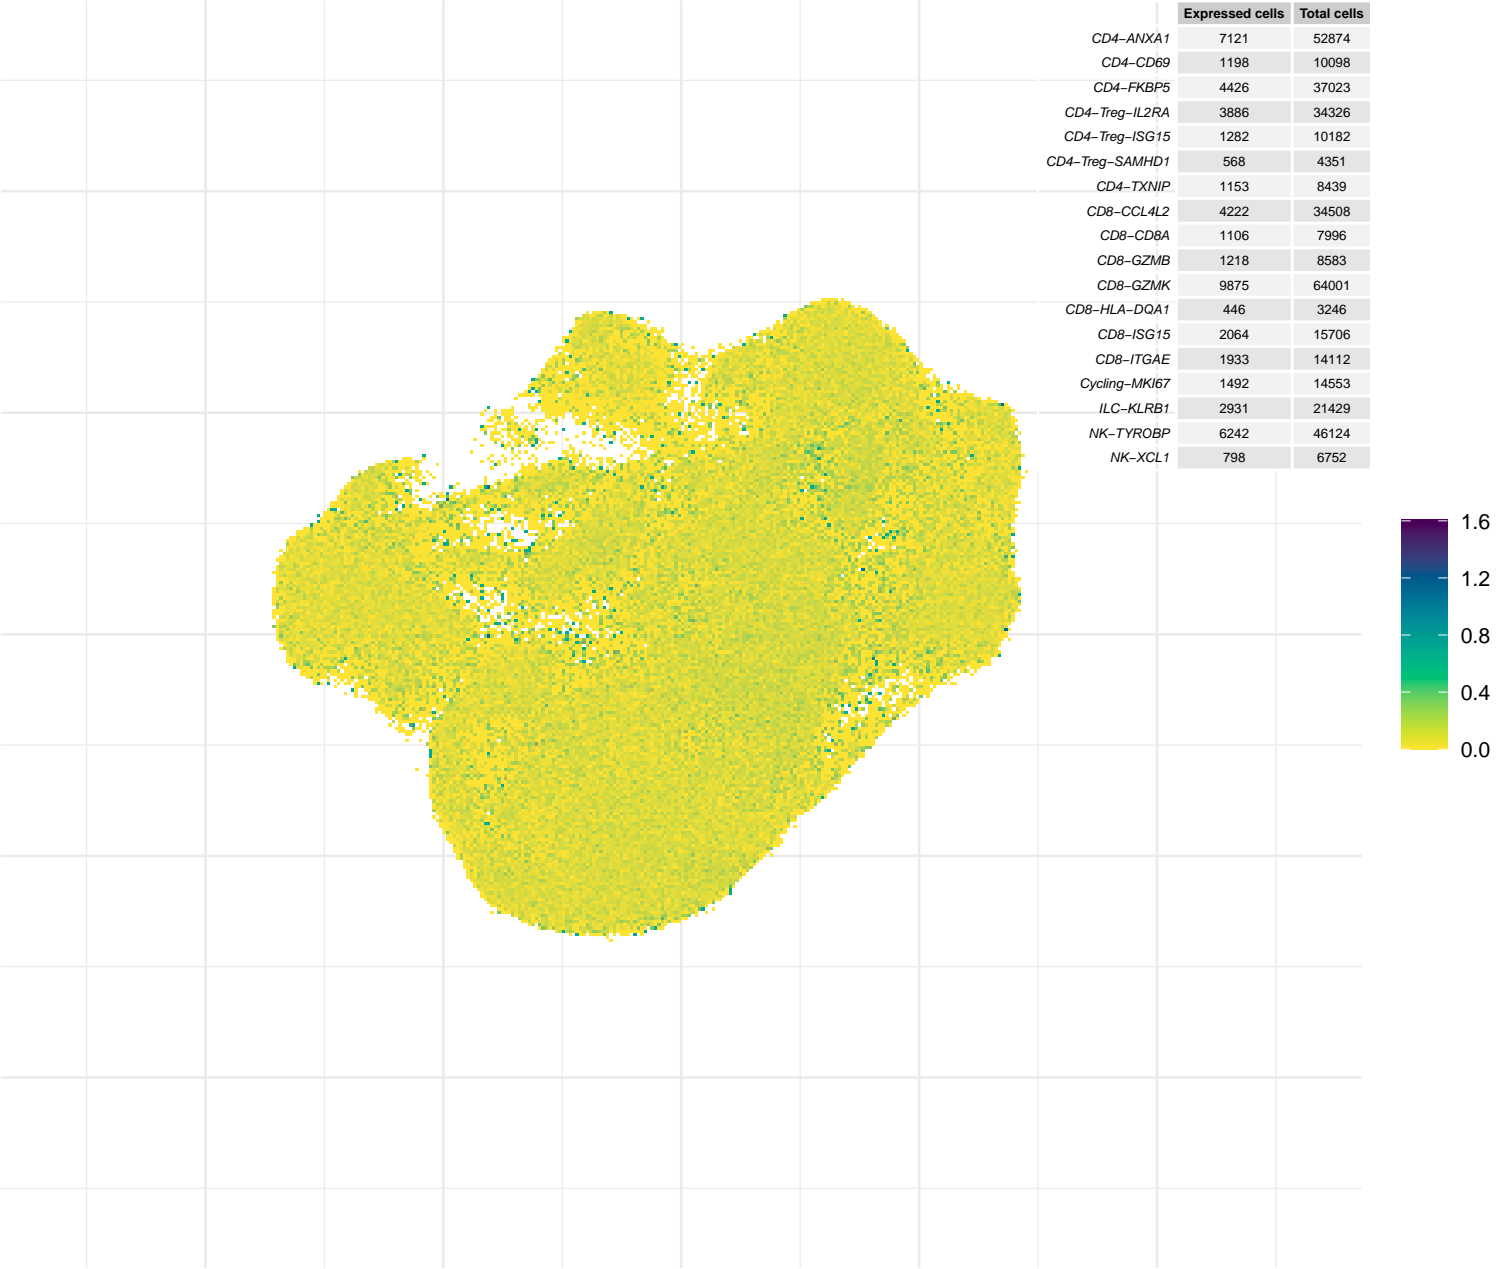 Expressed cells Total cells
CD4−ANXA1 7121 52874
CD4−CD69 1198 10098
CD4−FKBP5 4426 37023
CD4−Treg−IL2RA 3886 34326
CD4−Treg−ISG15 1282 10182
CD4−Treg−SAMHD1 568 4351
CD4−TXNIP 1153 8439
CD8−CCL4L2 4222 34508
CD8−CD8A 1106 7996
CD8−GZMB 1218 8583
CD8−GZMK 9875 64001
CD8−HLA−DQA1 446 3246
CD8−ISG15 2064 15706
CD8−ITGAE 1933 14112
Cycling−MKI67 1492 14553
ILC−KLRB1 2931 21429
NK−TYROBP 6242 46124
NK−XCL1 798 6752
1.6
1.2
0.8
0.4
0.0